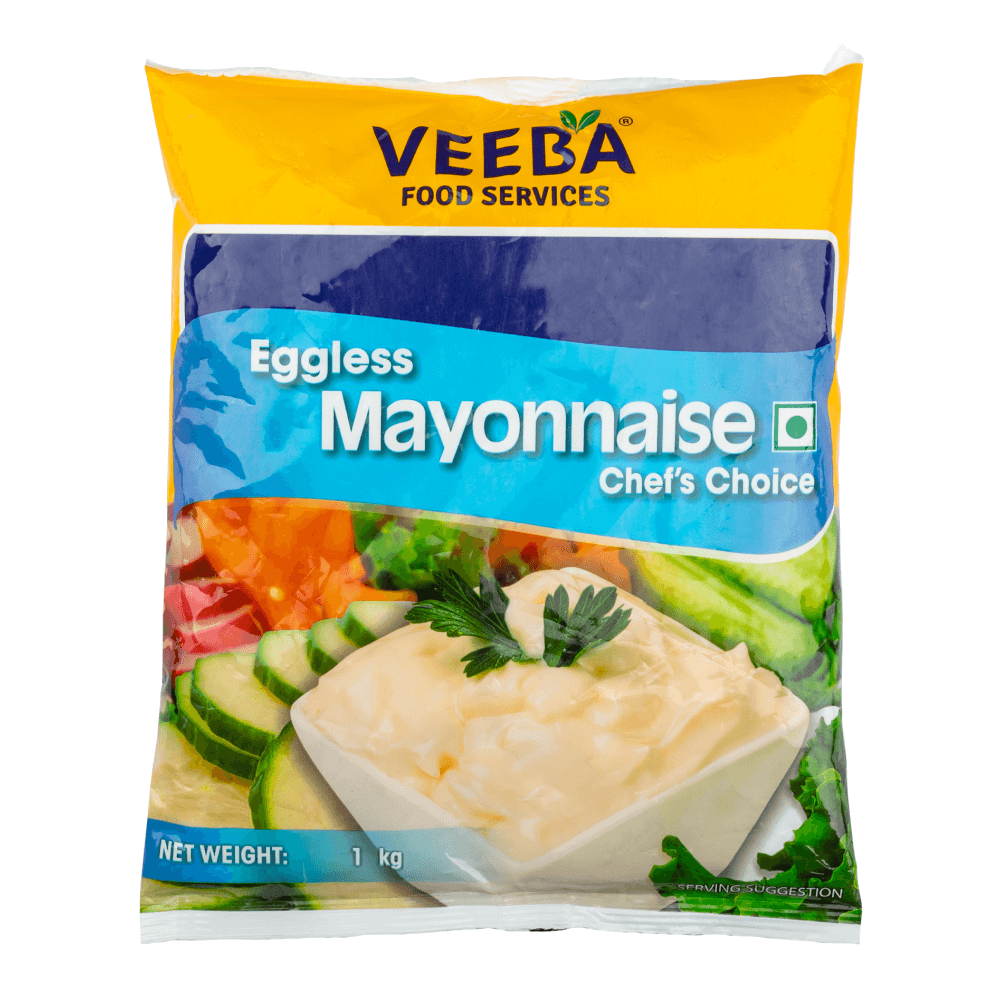 VEEBA®
FOOD SERVICES
Eggless
Mayonnaise
Chef's Choice
NET WEIGHT: 1 kg
SERVING SUGGESTION